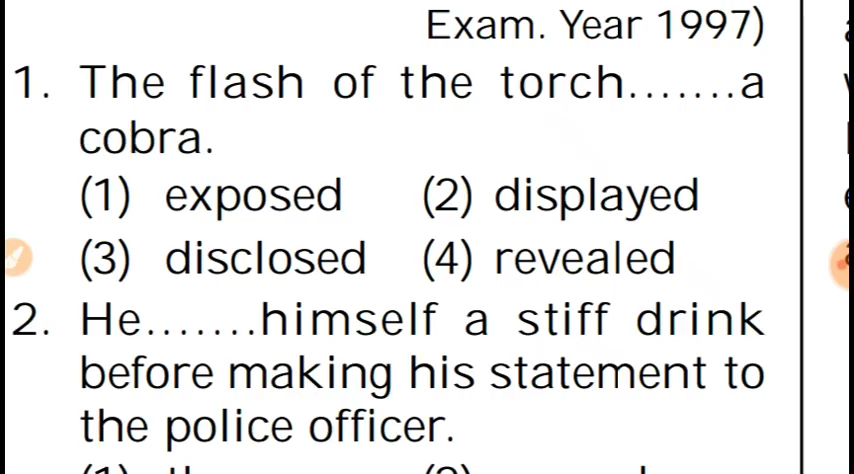 Exam. Year 1997)
1. The flash of the torch.......a
cobra.
(1) exposed (2) displayed
(3) disclosed (4) revealed
2. He.......himself a stiff drink
before making his statement to
the police officer.